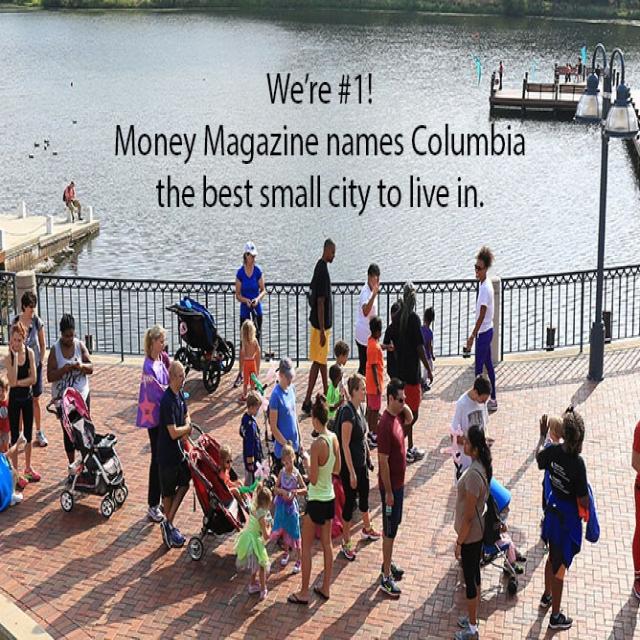 We're #1!
Money Magazine names Columbia
the best small city to live in.